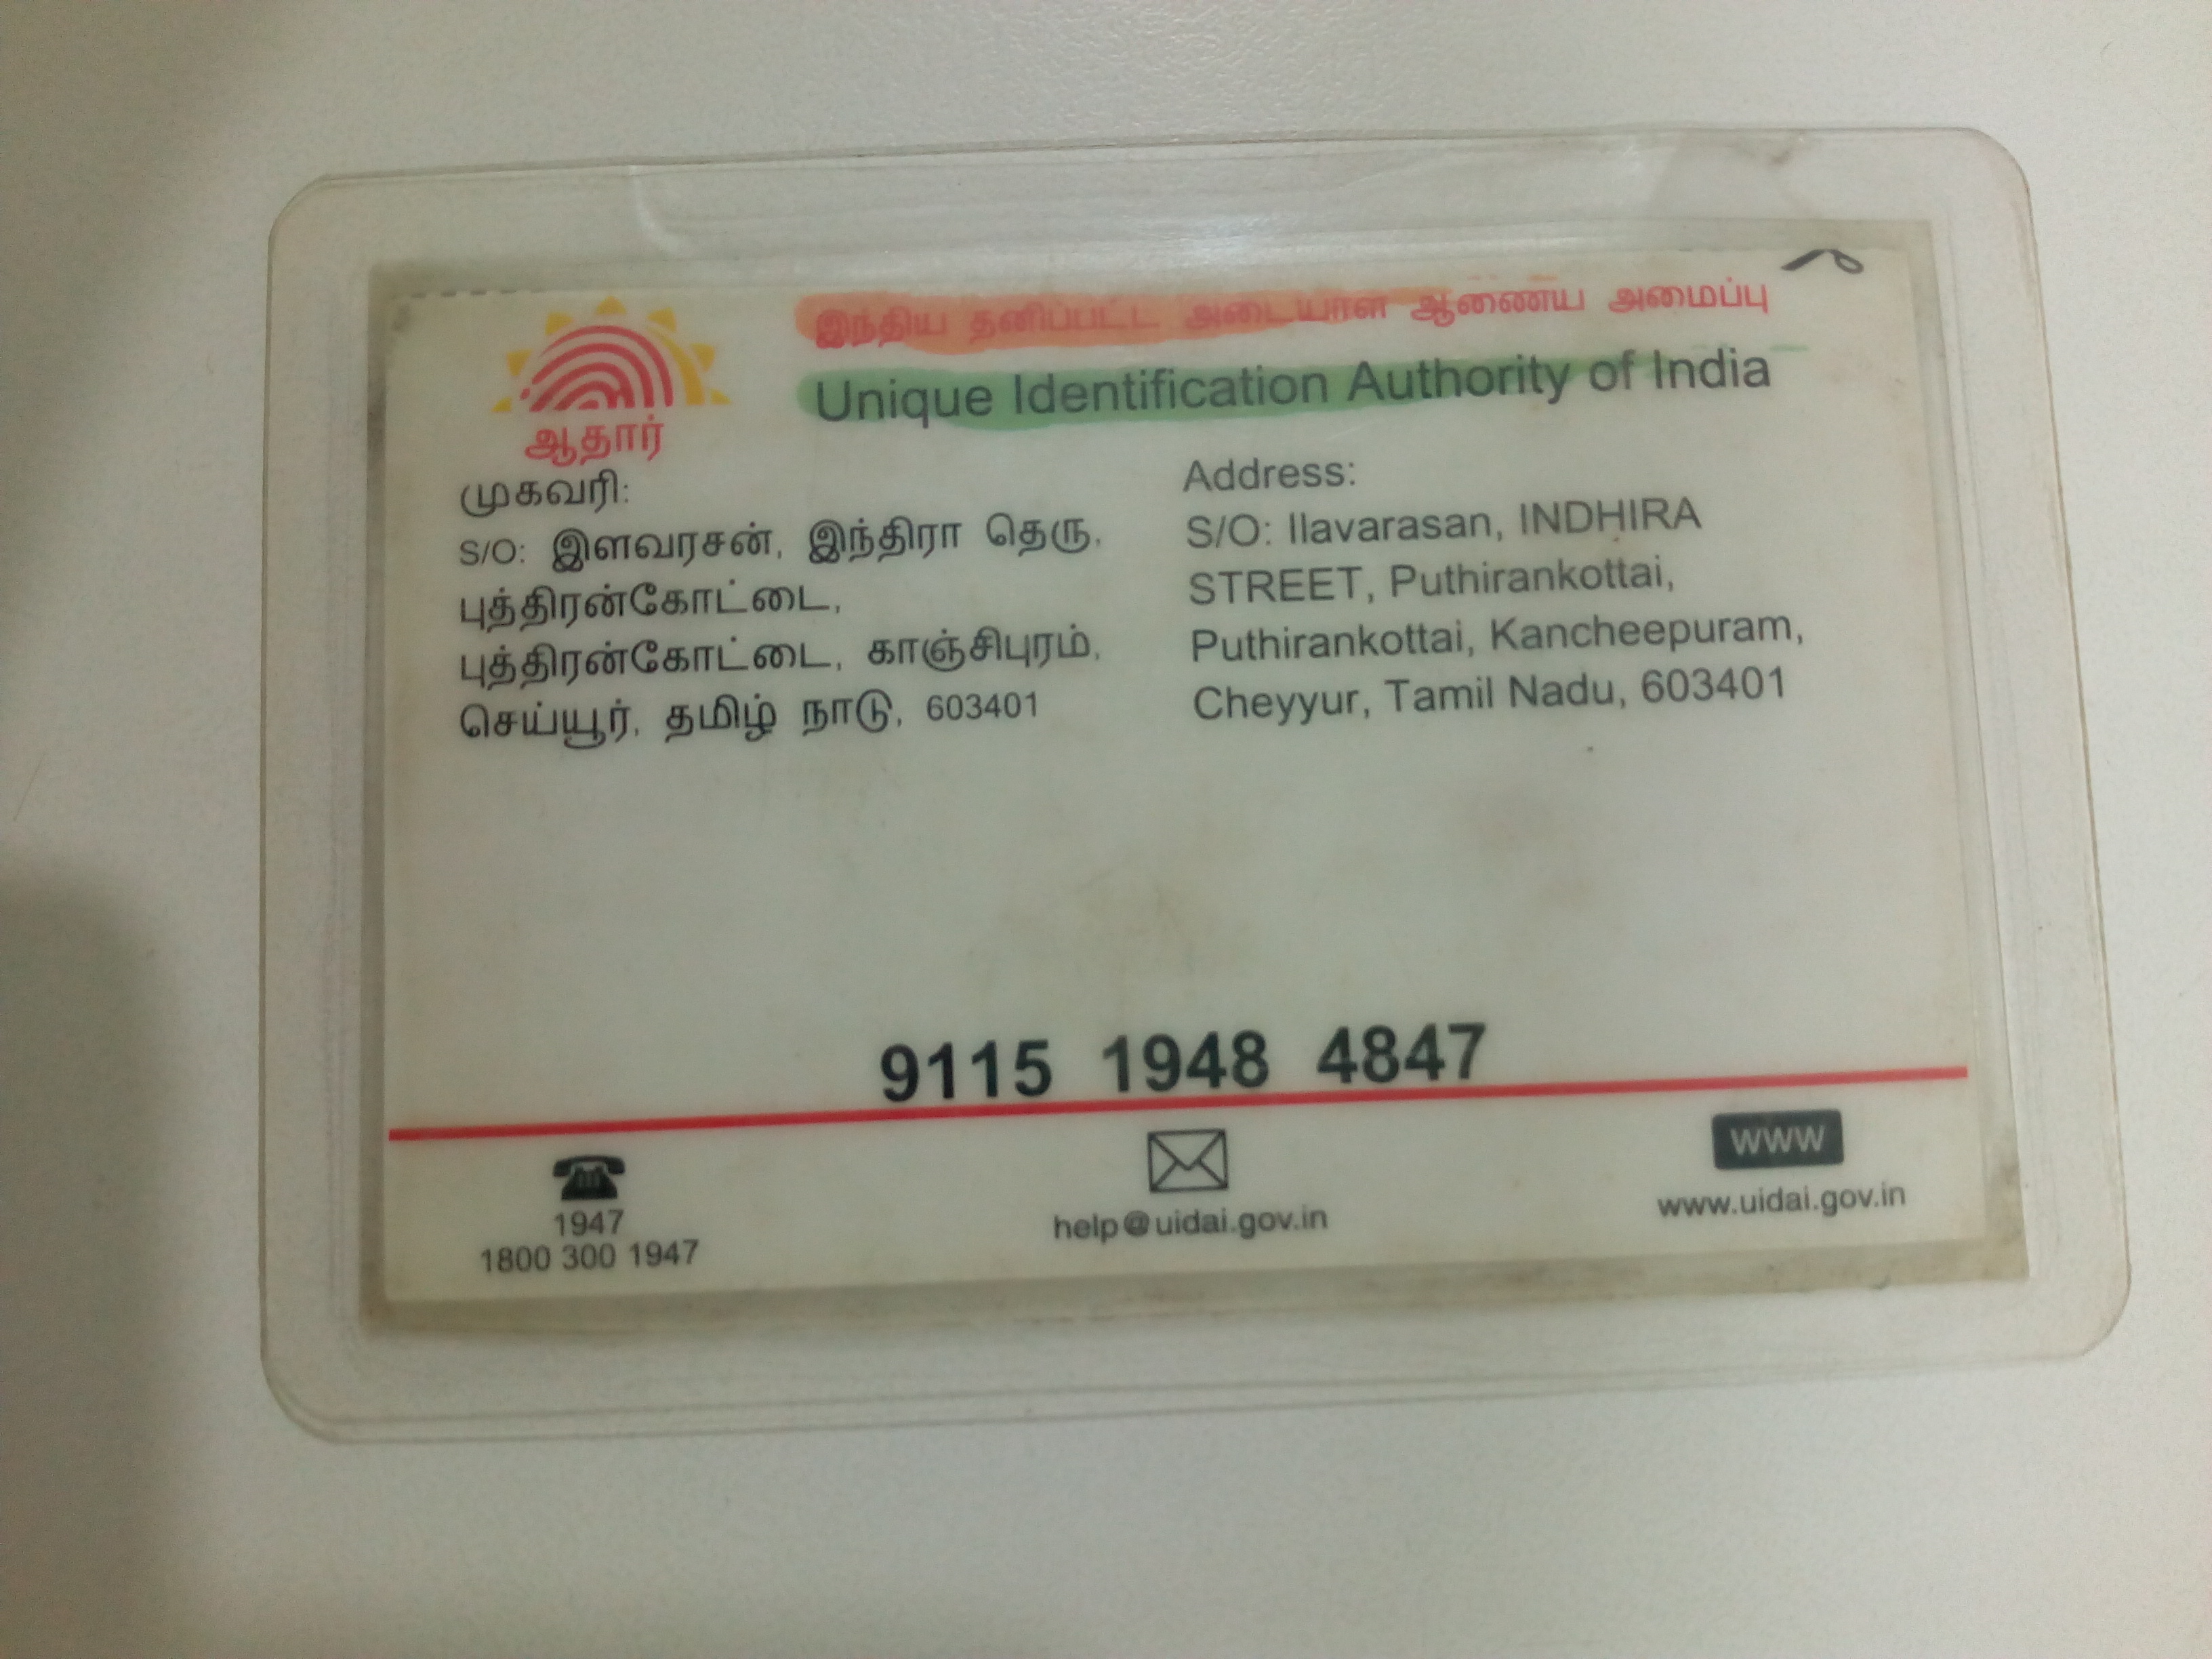 இந்திய தனிப்பட்ட அடையாள ஆணைய அமைப்பு
Unique Identification Authority of India
ஆதார்
முகவரி:
S/O: இளவரசன், இந்திரா தெரு,
புத்திரன்கோட்டை,
புத்திரன்கோட்டை, காஞ்சிபுரம்,
செய்யூர், தமிழ் நாடு, 603401
Address:
S/O: Ilavarasan, INDHIRA
STREET, Puthirankottai,
Puthirankottai, Kancheepuram,
Cheyyur, Tamil Nadu, 603401
9115 1948 4847
1947
1800 300 1947
help@uidai.gov.in
www
www.uidai.gov.in